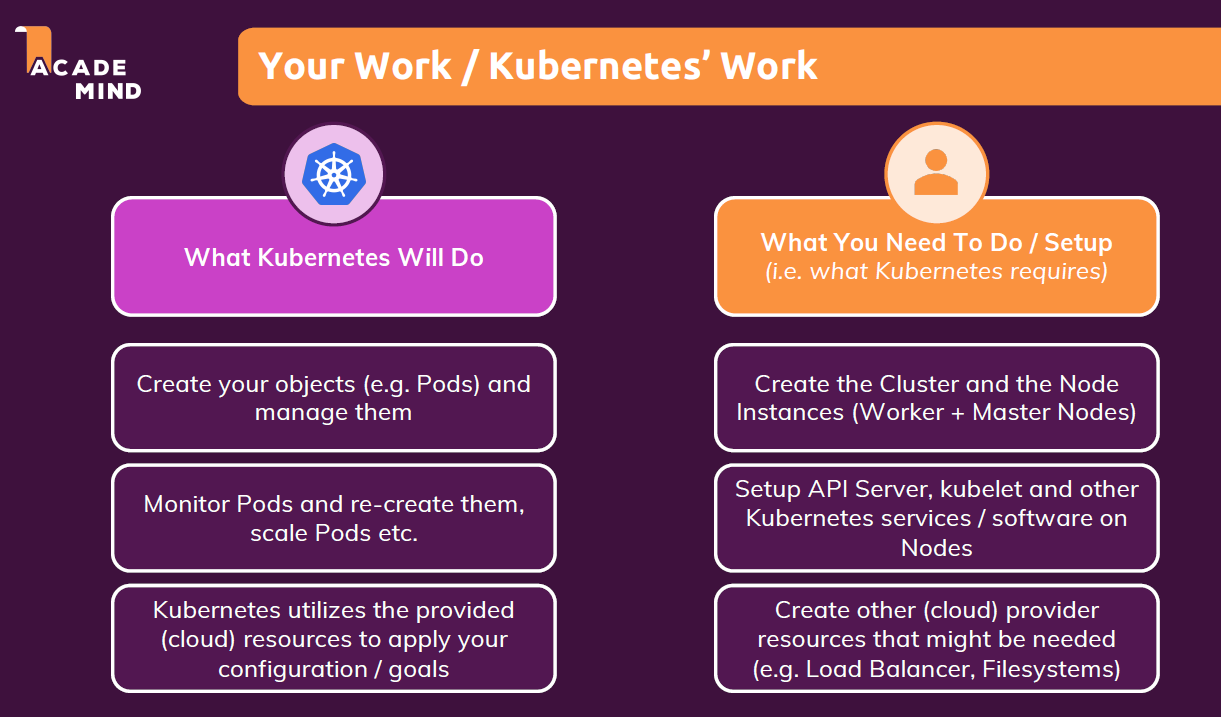 ACADE
MIND
Your Work / Kubernetes’ Work
What Kubernetes Will Do
Create your objects (e.g. Pods) and
manage them
Monitor Pods and re-create them,
scale Pods etc.
Kubernetes utilizes the provided
(cloud) resources to apply your
configuration / goals
What You Need To Do / Setup
(i.e. what Kubernetes requires)
Create the Cluster and the Node
Instances (Worker + Master Nodes)
Setup API Server, kubelet and other
Kubernetes services / software on
Nodes
Create other (cloud) provider
resources that might be needed
(e.g. Load Balancer, Filesystems)